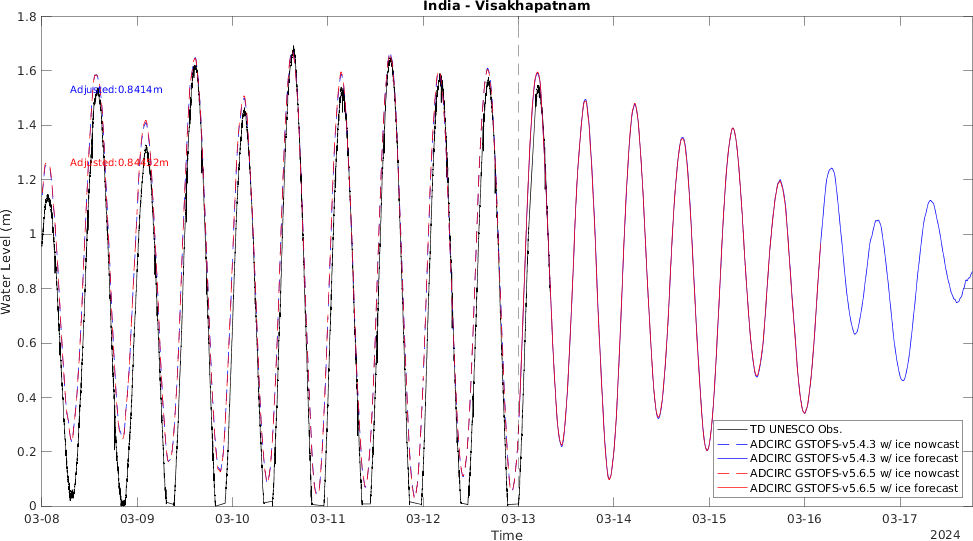 India - Visakhapatnam
1.8
1.6
1.4
1.2
1
0.8
0.6
0.4
0.2
0
Water Level (m)
Adjusted:0.8414m
Adjusted:0.84432m
TD UNESCO Obs.
ADCIRC GSTOFS-v5.4.3 w/ ice nowcast
ADCIRC GSTOFS-v5.4.3 w/ ice forecast
ADCIRC GSTOFS-v5.6.5 w/ ice nowcast
ADCIRC GSTOFS-v5.6.5 w/ ice forecast
03-08 03-09 03-10 03-11 03-12 03-13 03-14 03-15 03-16 03-17
Time
2024